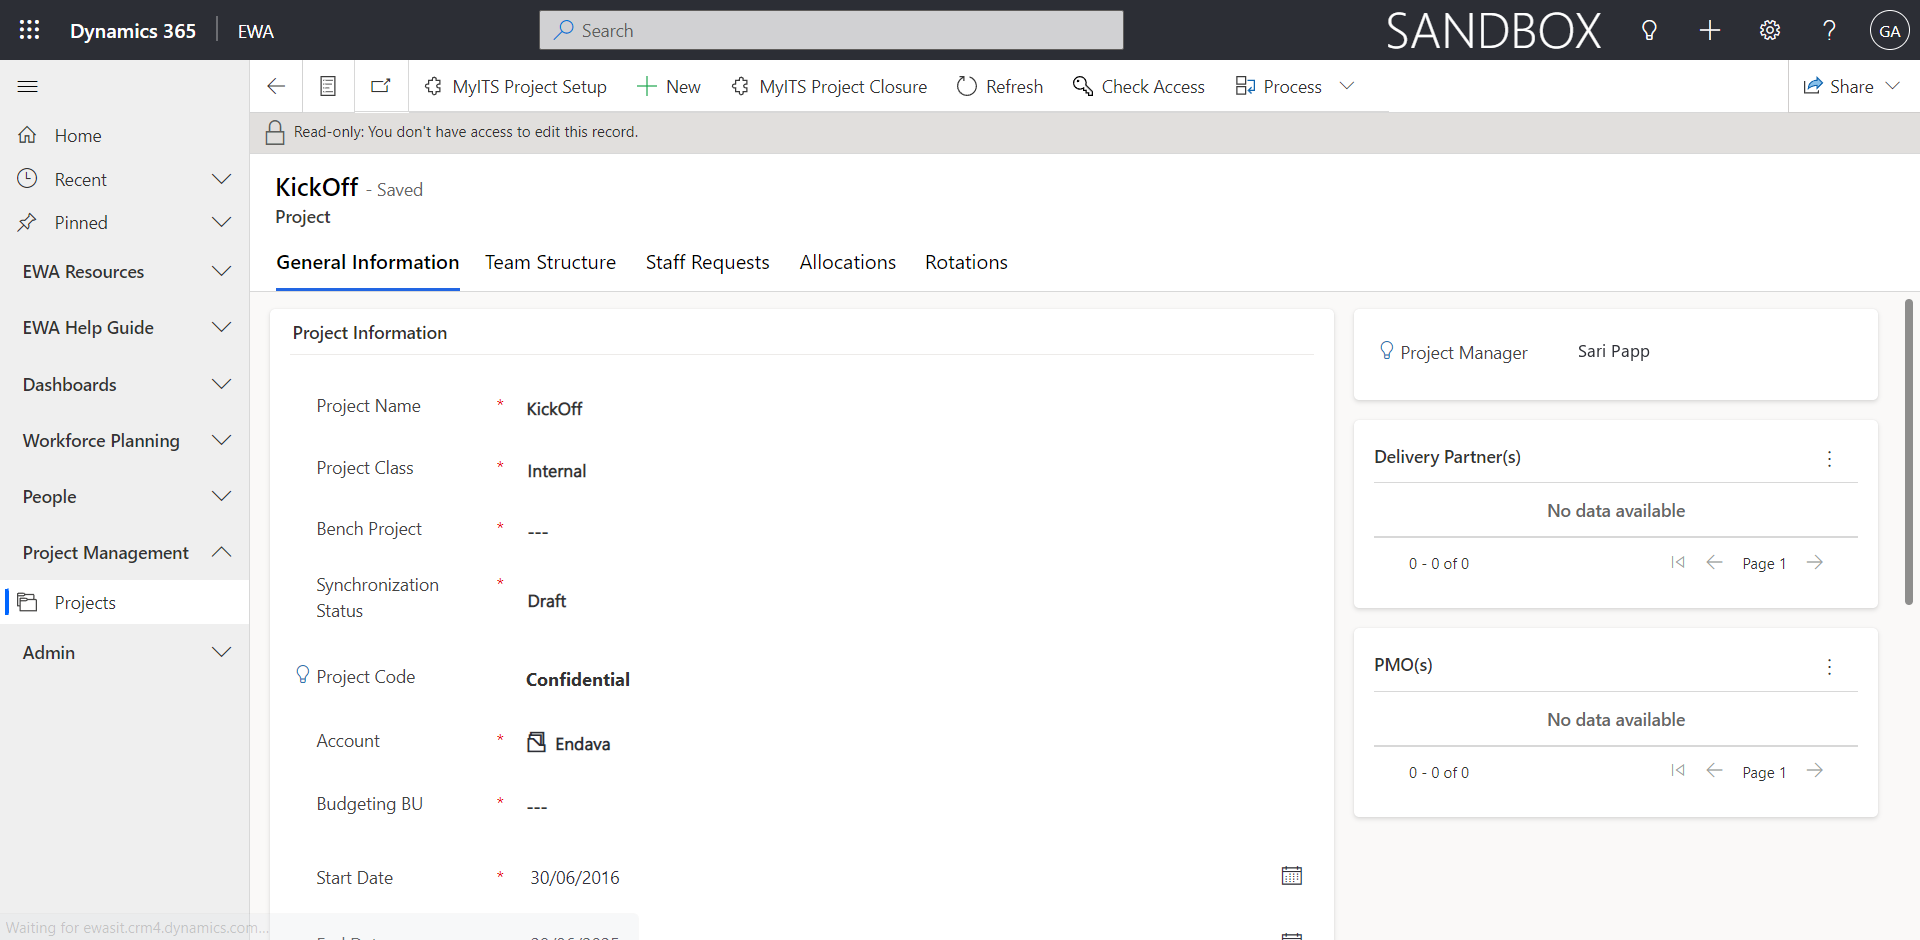 Dynamics 365
EWA
Search
SANDBOX
GA
MyITS Project Setup
New
MyITS Project Closure
Refresh
Check Access
Process
Share
Read-only: You don't have access to edit this record.
Home
Recent
Pinned
EWA Resources
EWA Help Guide
Dashboards
Workforce Planning
People
Project Management
Projects
Admin
KickOff - Saved
Project
General Information
Team Structure
Staff Requests
Allocations
Rotations
Project Information
Project Name * KickOff
Project Class * Internal
Bench Project * ---
Synchronization
Status
* Draft
Project Code Confidential
Account * Endava
Budgeting BU * ---
Start Date * 30/06/2016
Project Manager Sari Papp
Delivery Partner(s)
No data available
0 - 0 of 0
Page 1
PMO(s)
No data available
0 - 0 of 0
Page 1
Waiting for ewasit.crm4.dynamics.com...